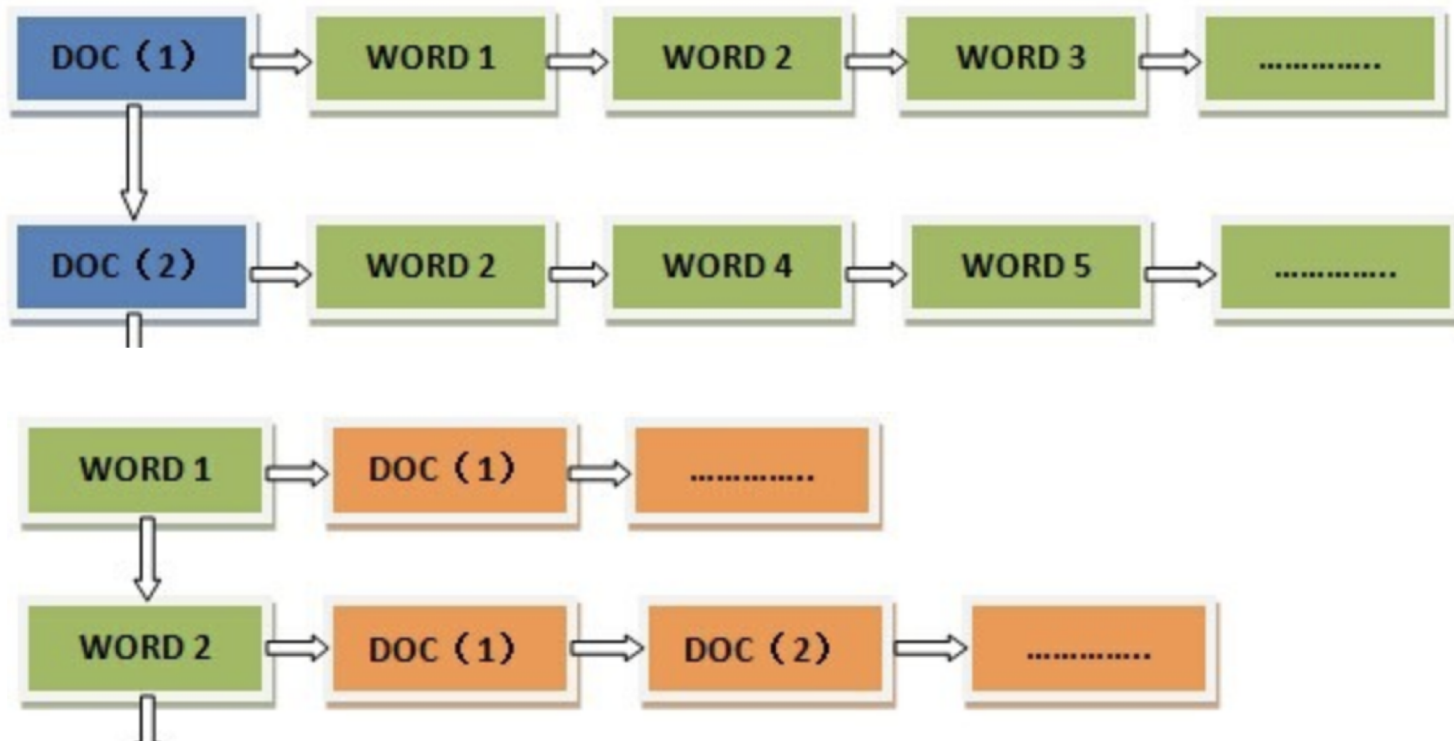 DOC（1） WORD 1 WORD 2 WORD 3 …………..
DOC（2） WORD 2 WORD 4 WORD 5 …………..
WORD 1 DOC（1） …………..
WORD 2 DOC（1） DOC（2） …………..